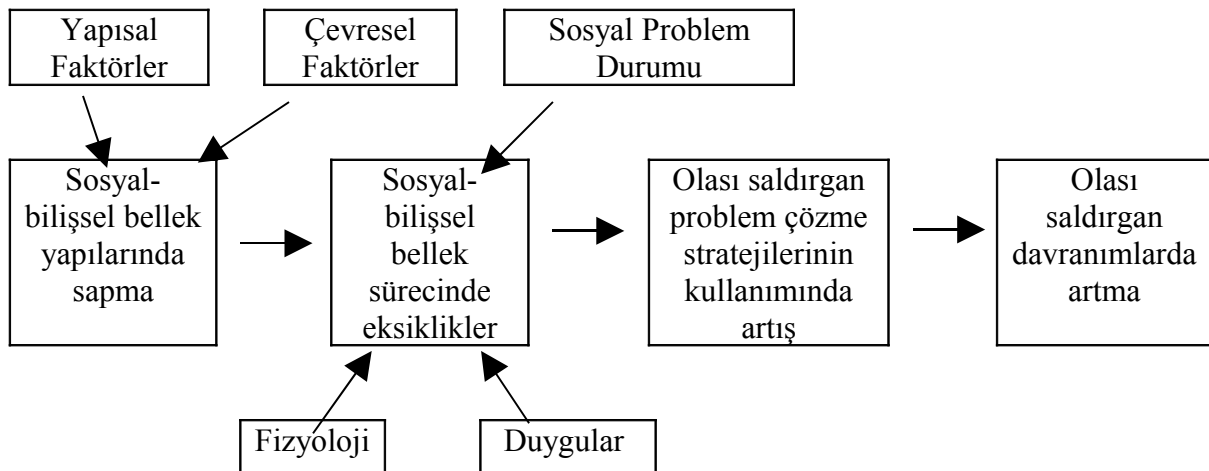 Yapısal
Faktörler
Çevresel
Faktörler
Sosyal Problem
Durumu
Sosyal-
bilişsel bellek
yapılarında
sapma
Sosyal-
bilişsel
bellek
sürecinde
eksiklikler
Olası saldırgan
problem çözme
stratejilerinin
kullanımında
artış
Olası
saldırgan
davranımlarda
artma
Fizyoloji
Duygular